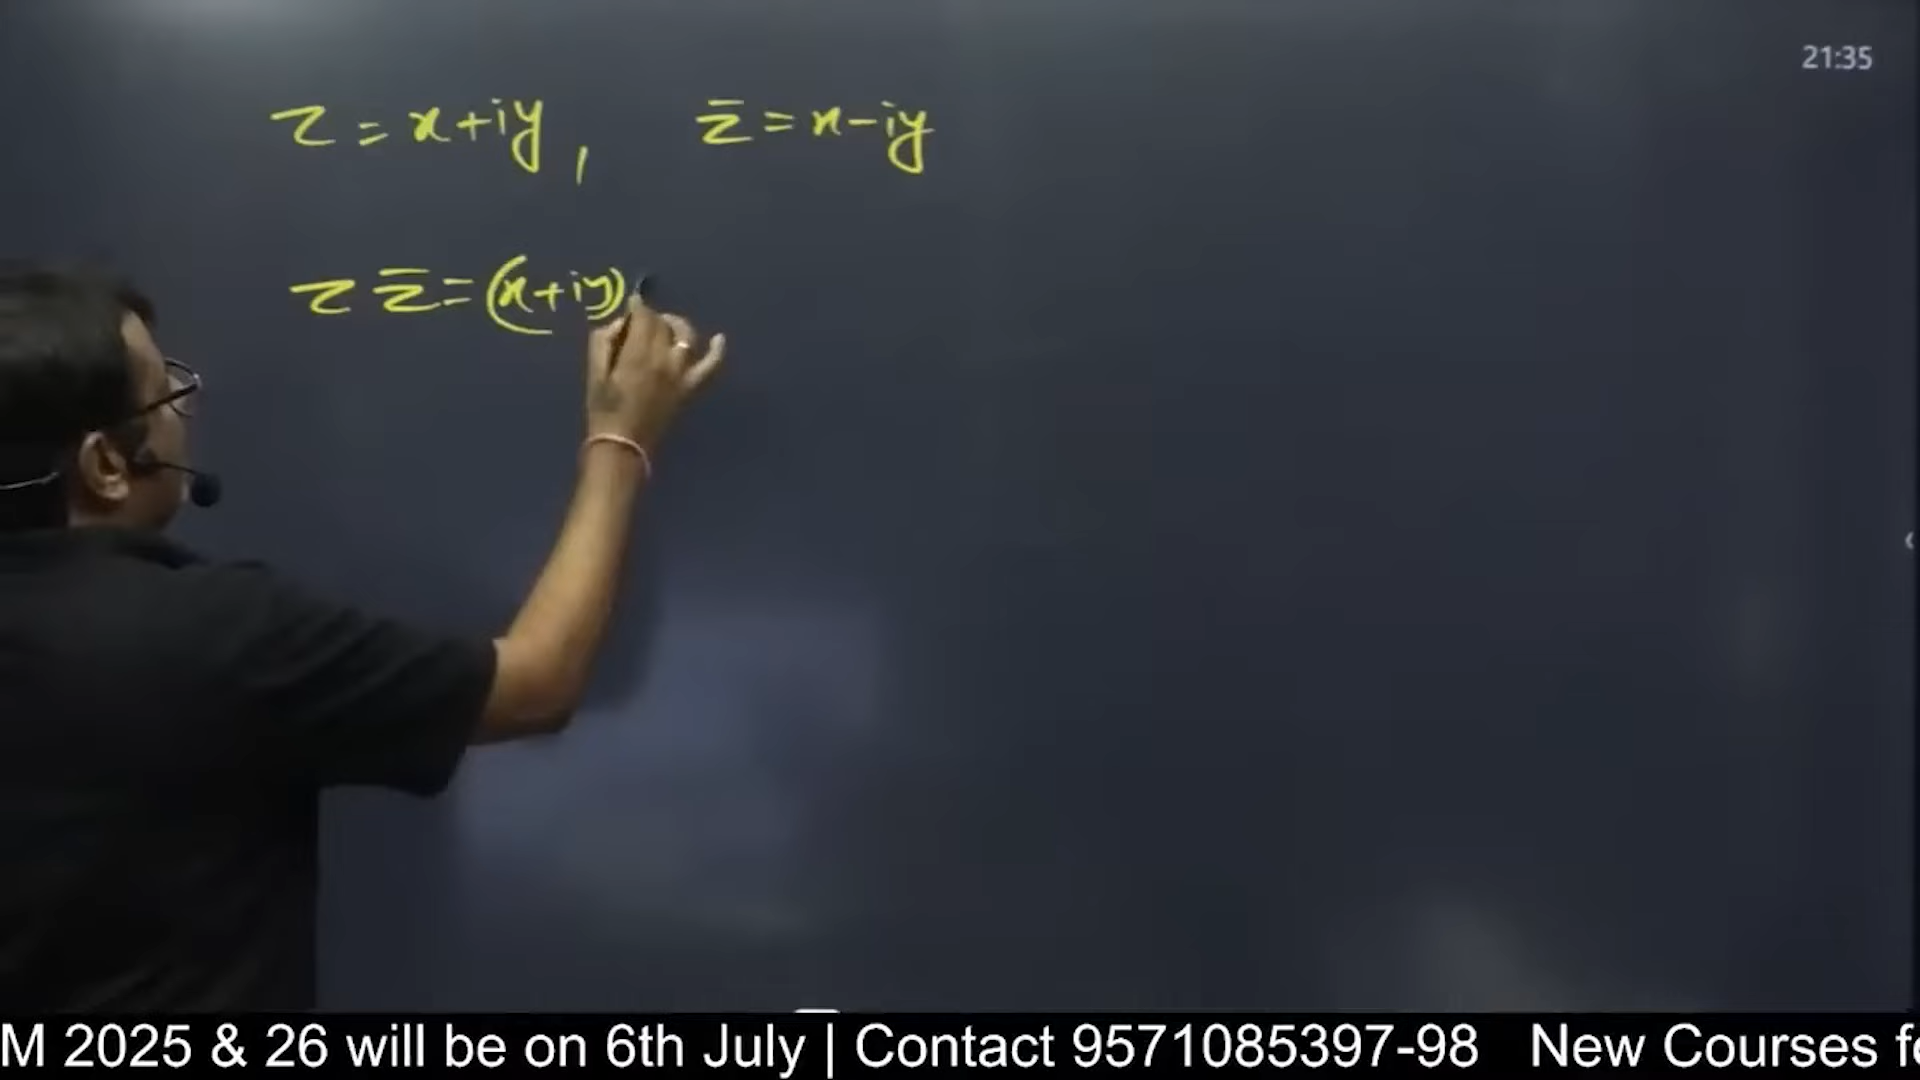 21:35
z = x+iy, z̄ = x-iy
z z̄ = (x+iy)
M 2025 & 26 will be on 6th July | Contact 9571085397-98 New Courses fo